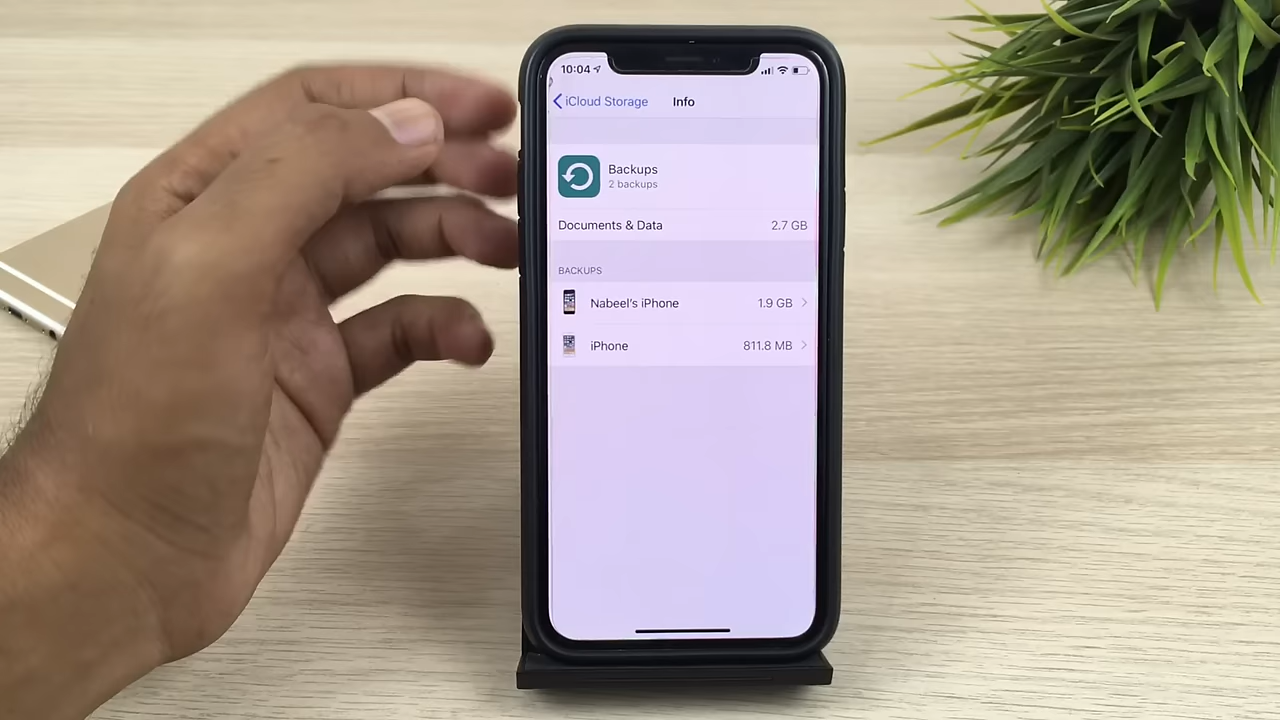 10:04
iCloud Storage Info
Backups
2 backups
Documents & Data 2.7 GB
BACKUPS
Nabeel's iPhone 1.9 GB
iPhone 811.8 MB